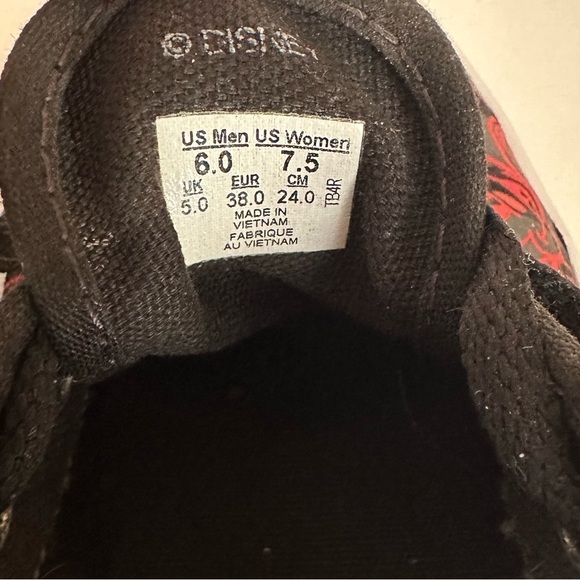 © DISNEY
US Men US Women
6.0 7.5
UK EUR CM
5.0 38.0 24.0
TB4R
MADE IN
VIETNAM
FABRIQUE
AU VIETNAM